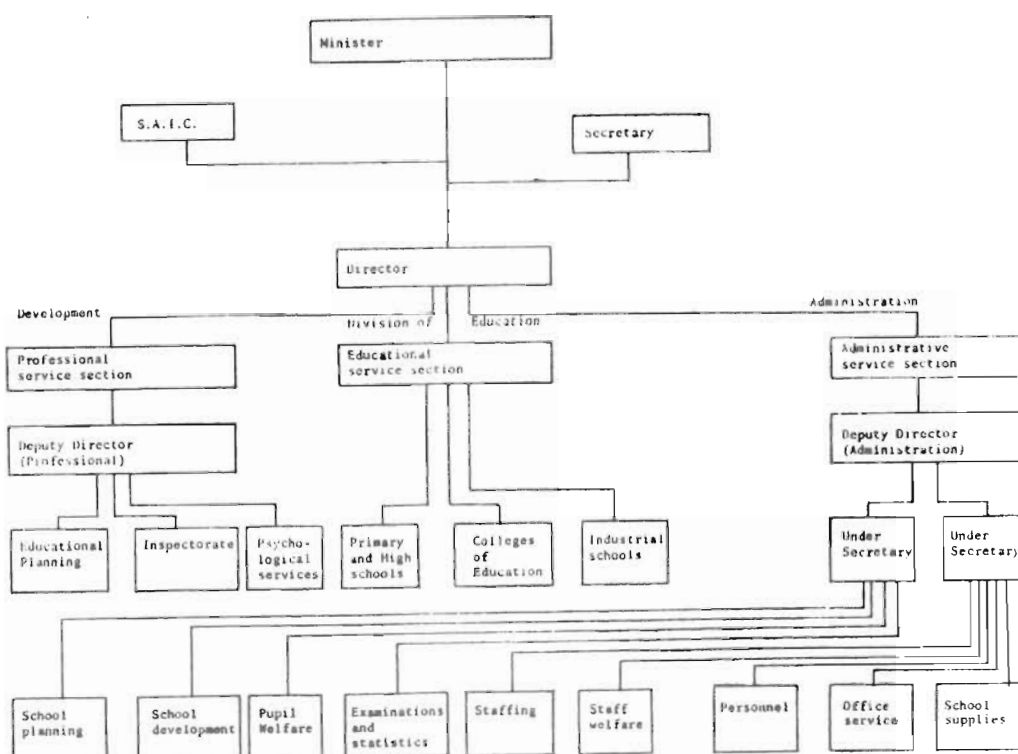 Minister
S.A.I.C.
Secretary
Director
Development
Division of Education
Administration
Professional
service section
Educational
service section
Administrative
service section
Deputy Director
(Professional)
Deputy Director
(Administration)
Educational
Planning
Inspectorate
Psycho-
logical
services
Primary
and High
schools
Colleges
of
Education
Industrial
schools
Under
Secretary
Under
Secretary
School
planning
School
development
Pupil
Welfare
Examinations
and
statistics
Staffing
Staff
welfare
Personnel
Office
service
School
supplies